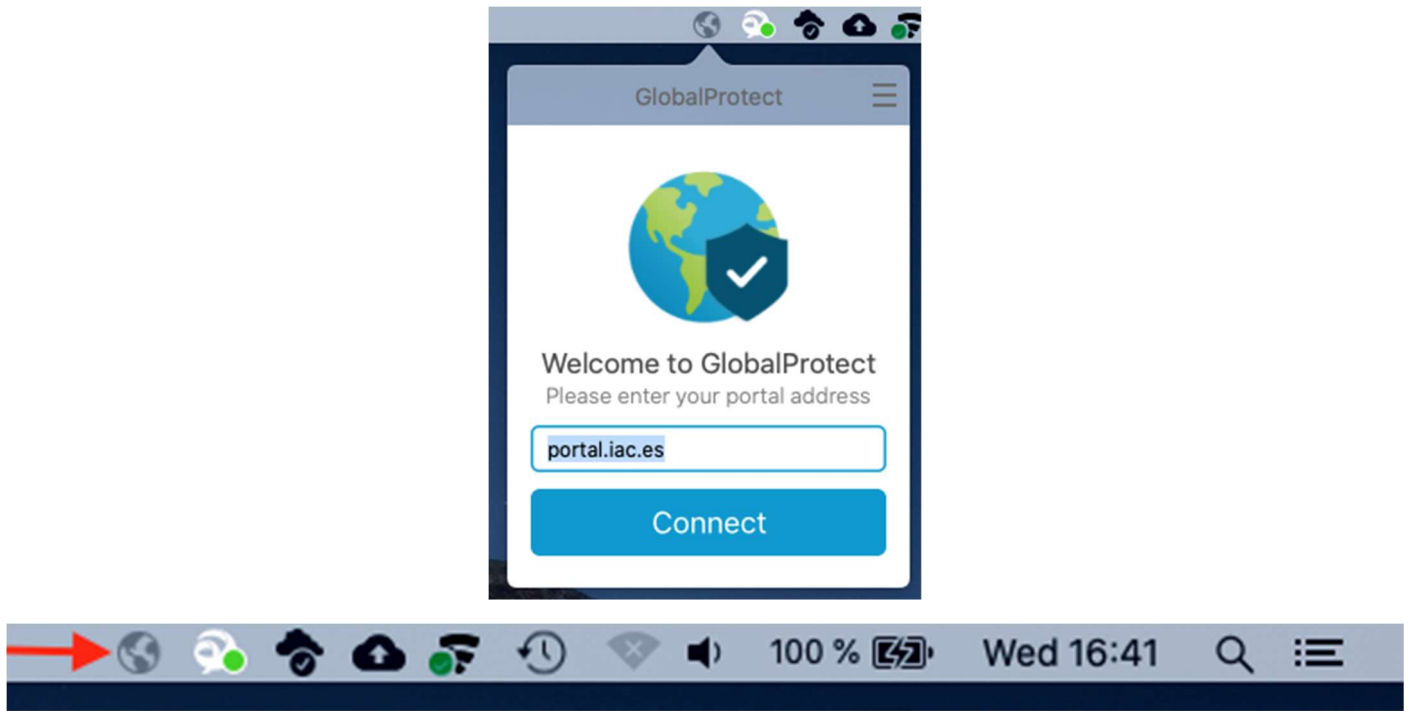 GlobalProtect
Welcome to GlobalProtect
Please enter your portal address
portal.iac.es
Connect
100 % Wed 16:41